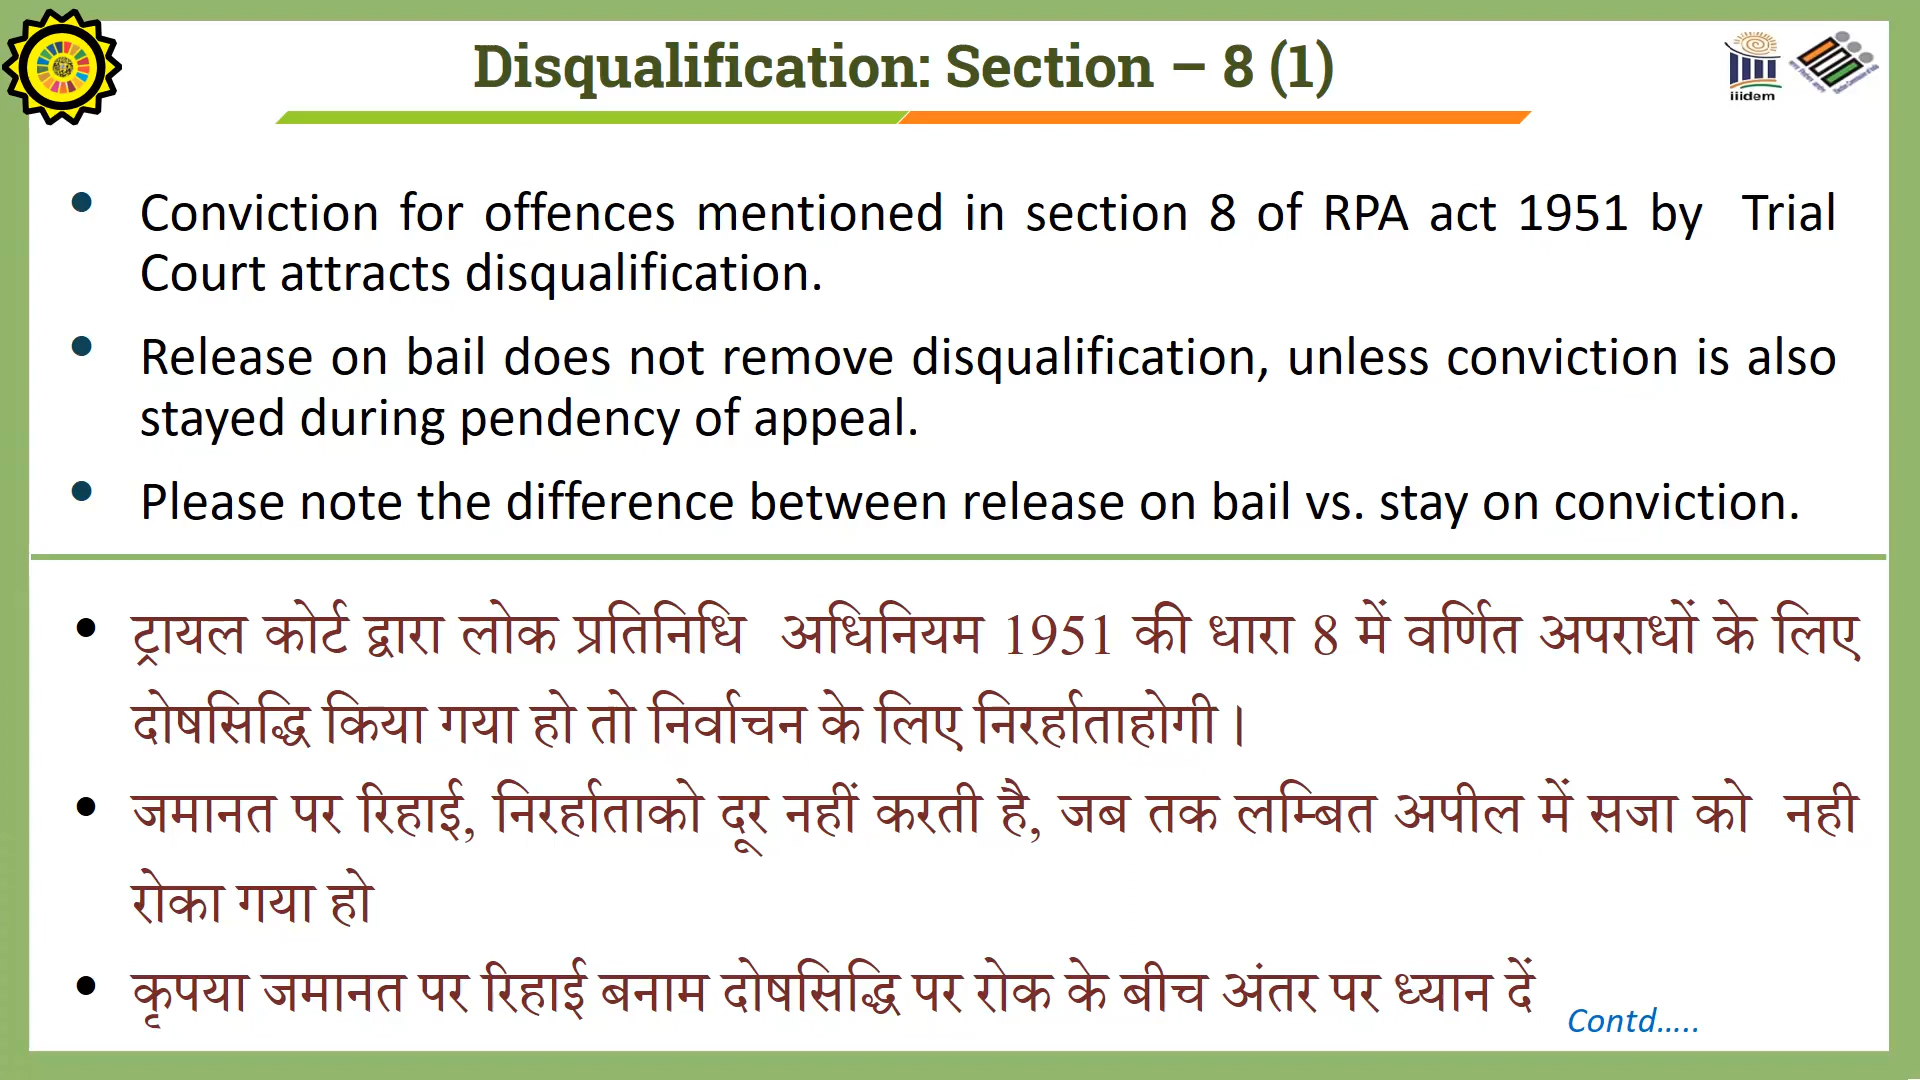 Disqualification: Section – 8 (1)
iiidem
• Conviction for offences mentioned in section 8 of RPA act 1951 by Trial
Court attracts disqualification.
• Release on bail does not remove disqualification, unless conviction is also
stayed during pendency of appeal.
• Please note the difference between release on bail vs. stay on conviction.
• ट्रायल कोर्ट द्वारा लोक प्रतिनिधि अधिनियम 1951 की धारा 8 में वर्णित अपराधों के लिए
दोषसिद्धि किया गया हो तो निर्वाचन के लिए निरर्हाताहोगी।
• जमानत पर रिहाई, निरर्हाताको दूर नहीं करती है, जब तक लम्बित अपील में सजा को नही
रोका गया हो
• कृपया जमानत पर रिहाई बनाम दोषसिद्धि पर रोक के बीच अंतर पर ध्यान दें
Contd.....